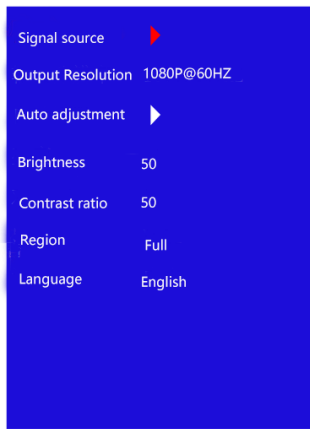 Signal source
Output Resolution 1080P@60HZ
Auto adjustment
Brightness 50
Contrast ratio 50
Region Full
Language English